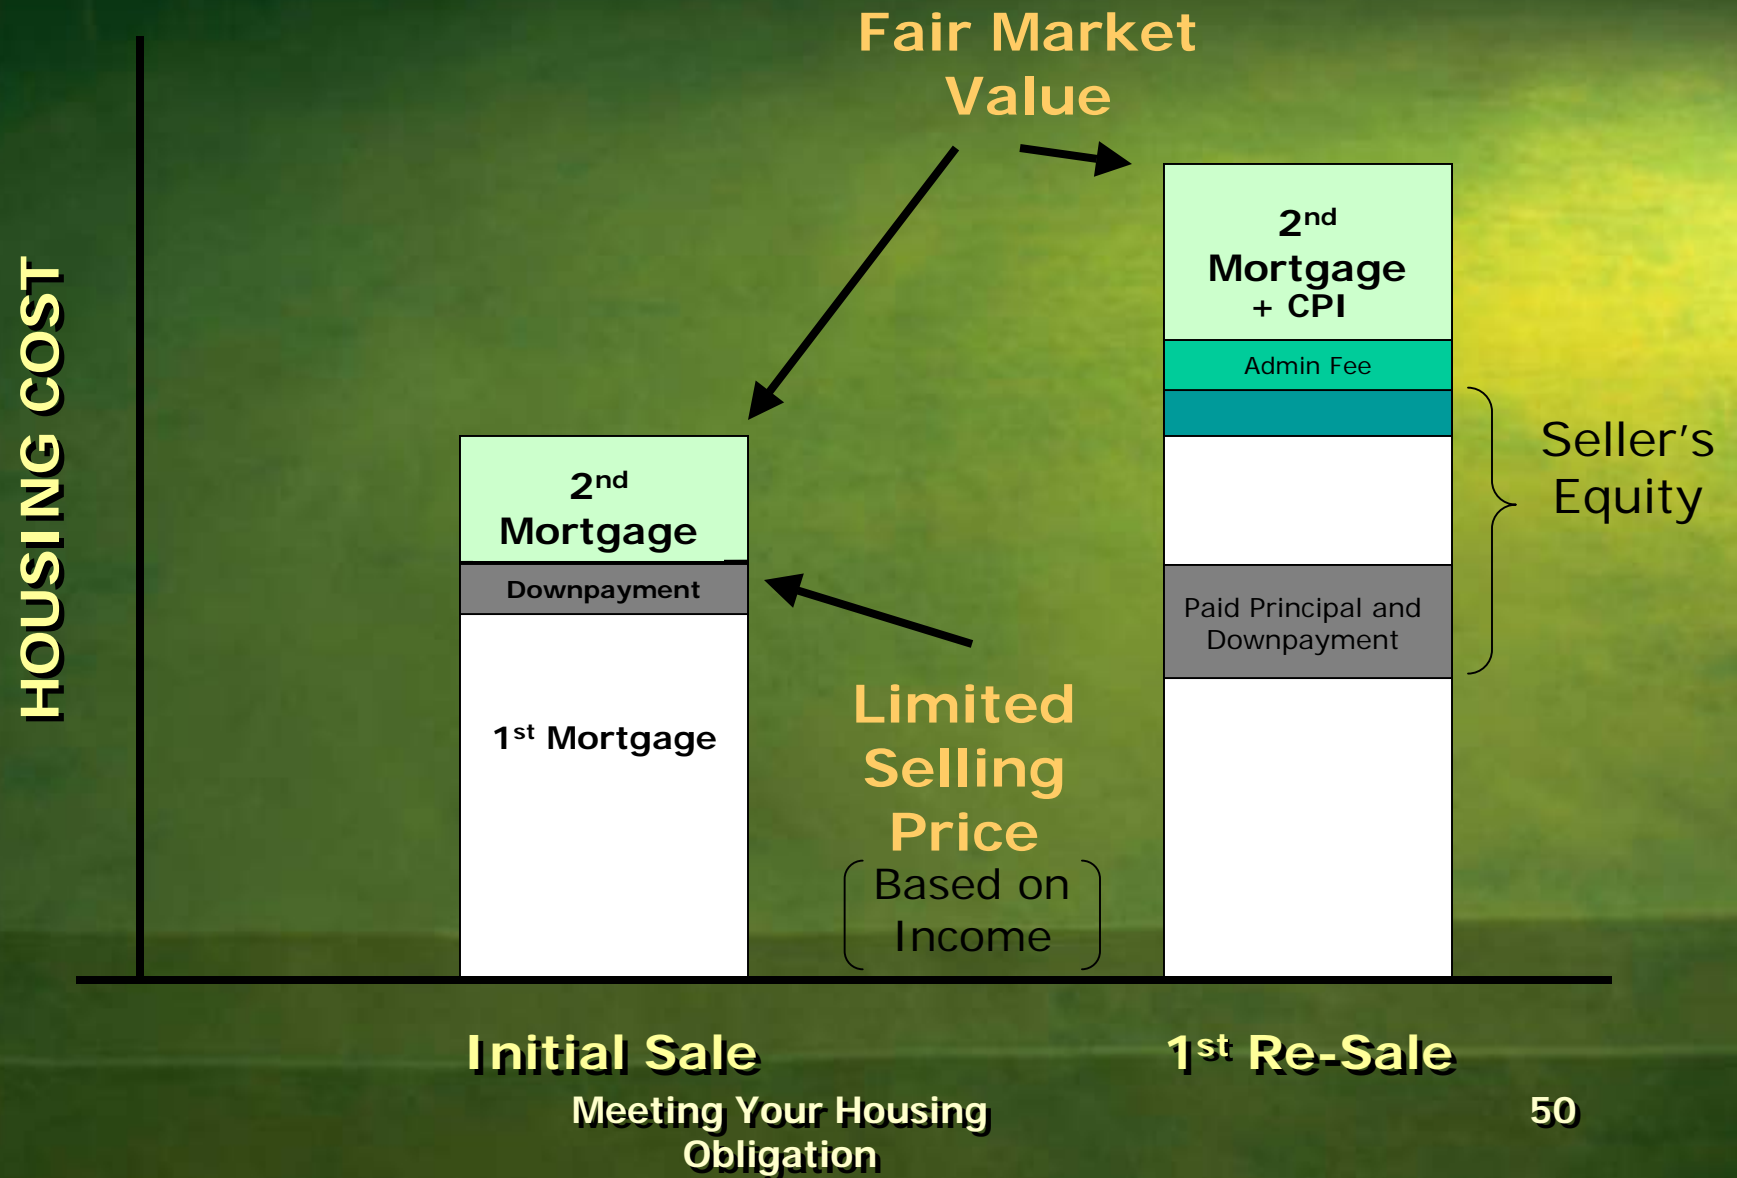 Fair Market
Value
HOUSING COST
2nd
Mortgage
+ CPI
Admin Fee
Seller's
Equity
2nd
Mortgage
Downpayment
Paid Principal and
Downpayment
1st Mortgage
Limited
Selling
Price
Based on
Income
Initial Sale
1st Re-Sale
Meeting Your Housing
Obligation
50